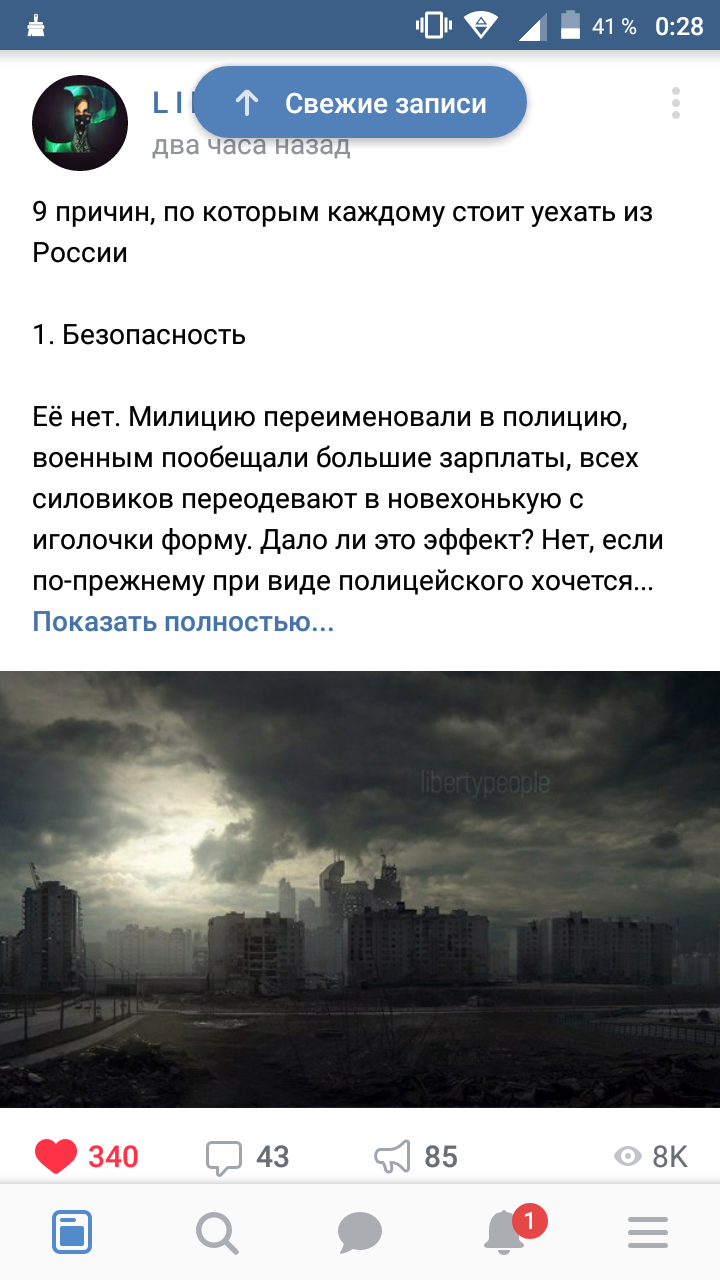 41 % 0:28
Свежие записи
два часа назад
9 причин, по которым каждому стоит уехать из
России
1. Безопасность
Её нет. Милицию переименовали в полицию,
военным пообещали большие зарплаты, всех
силовиков переодевают в новехонькую с
иголочки форму. Дало ли это эффект? Нет, если
по-прежнему при виде полицейского хочется...
Показать полностью...
libertypeople
340 43 85 8K
1